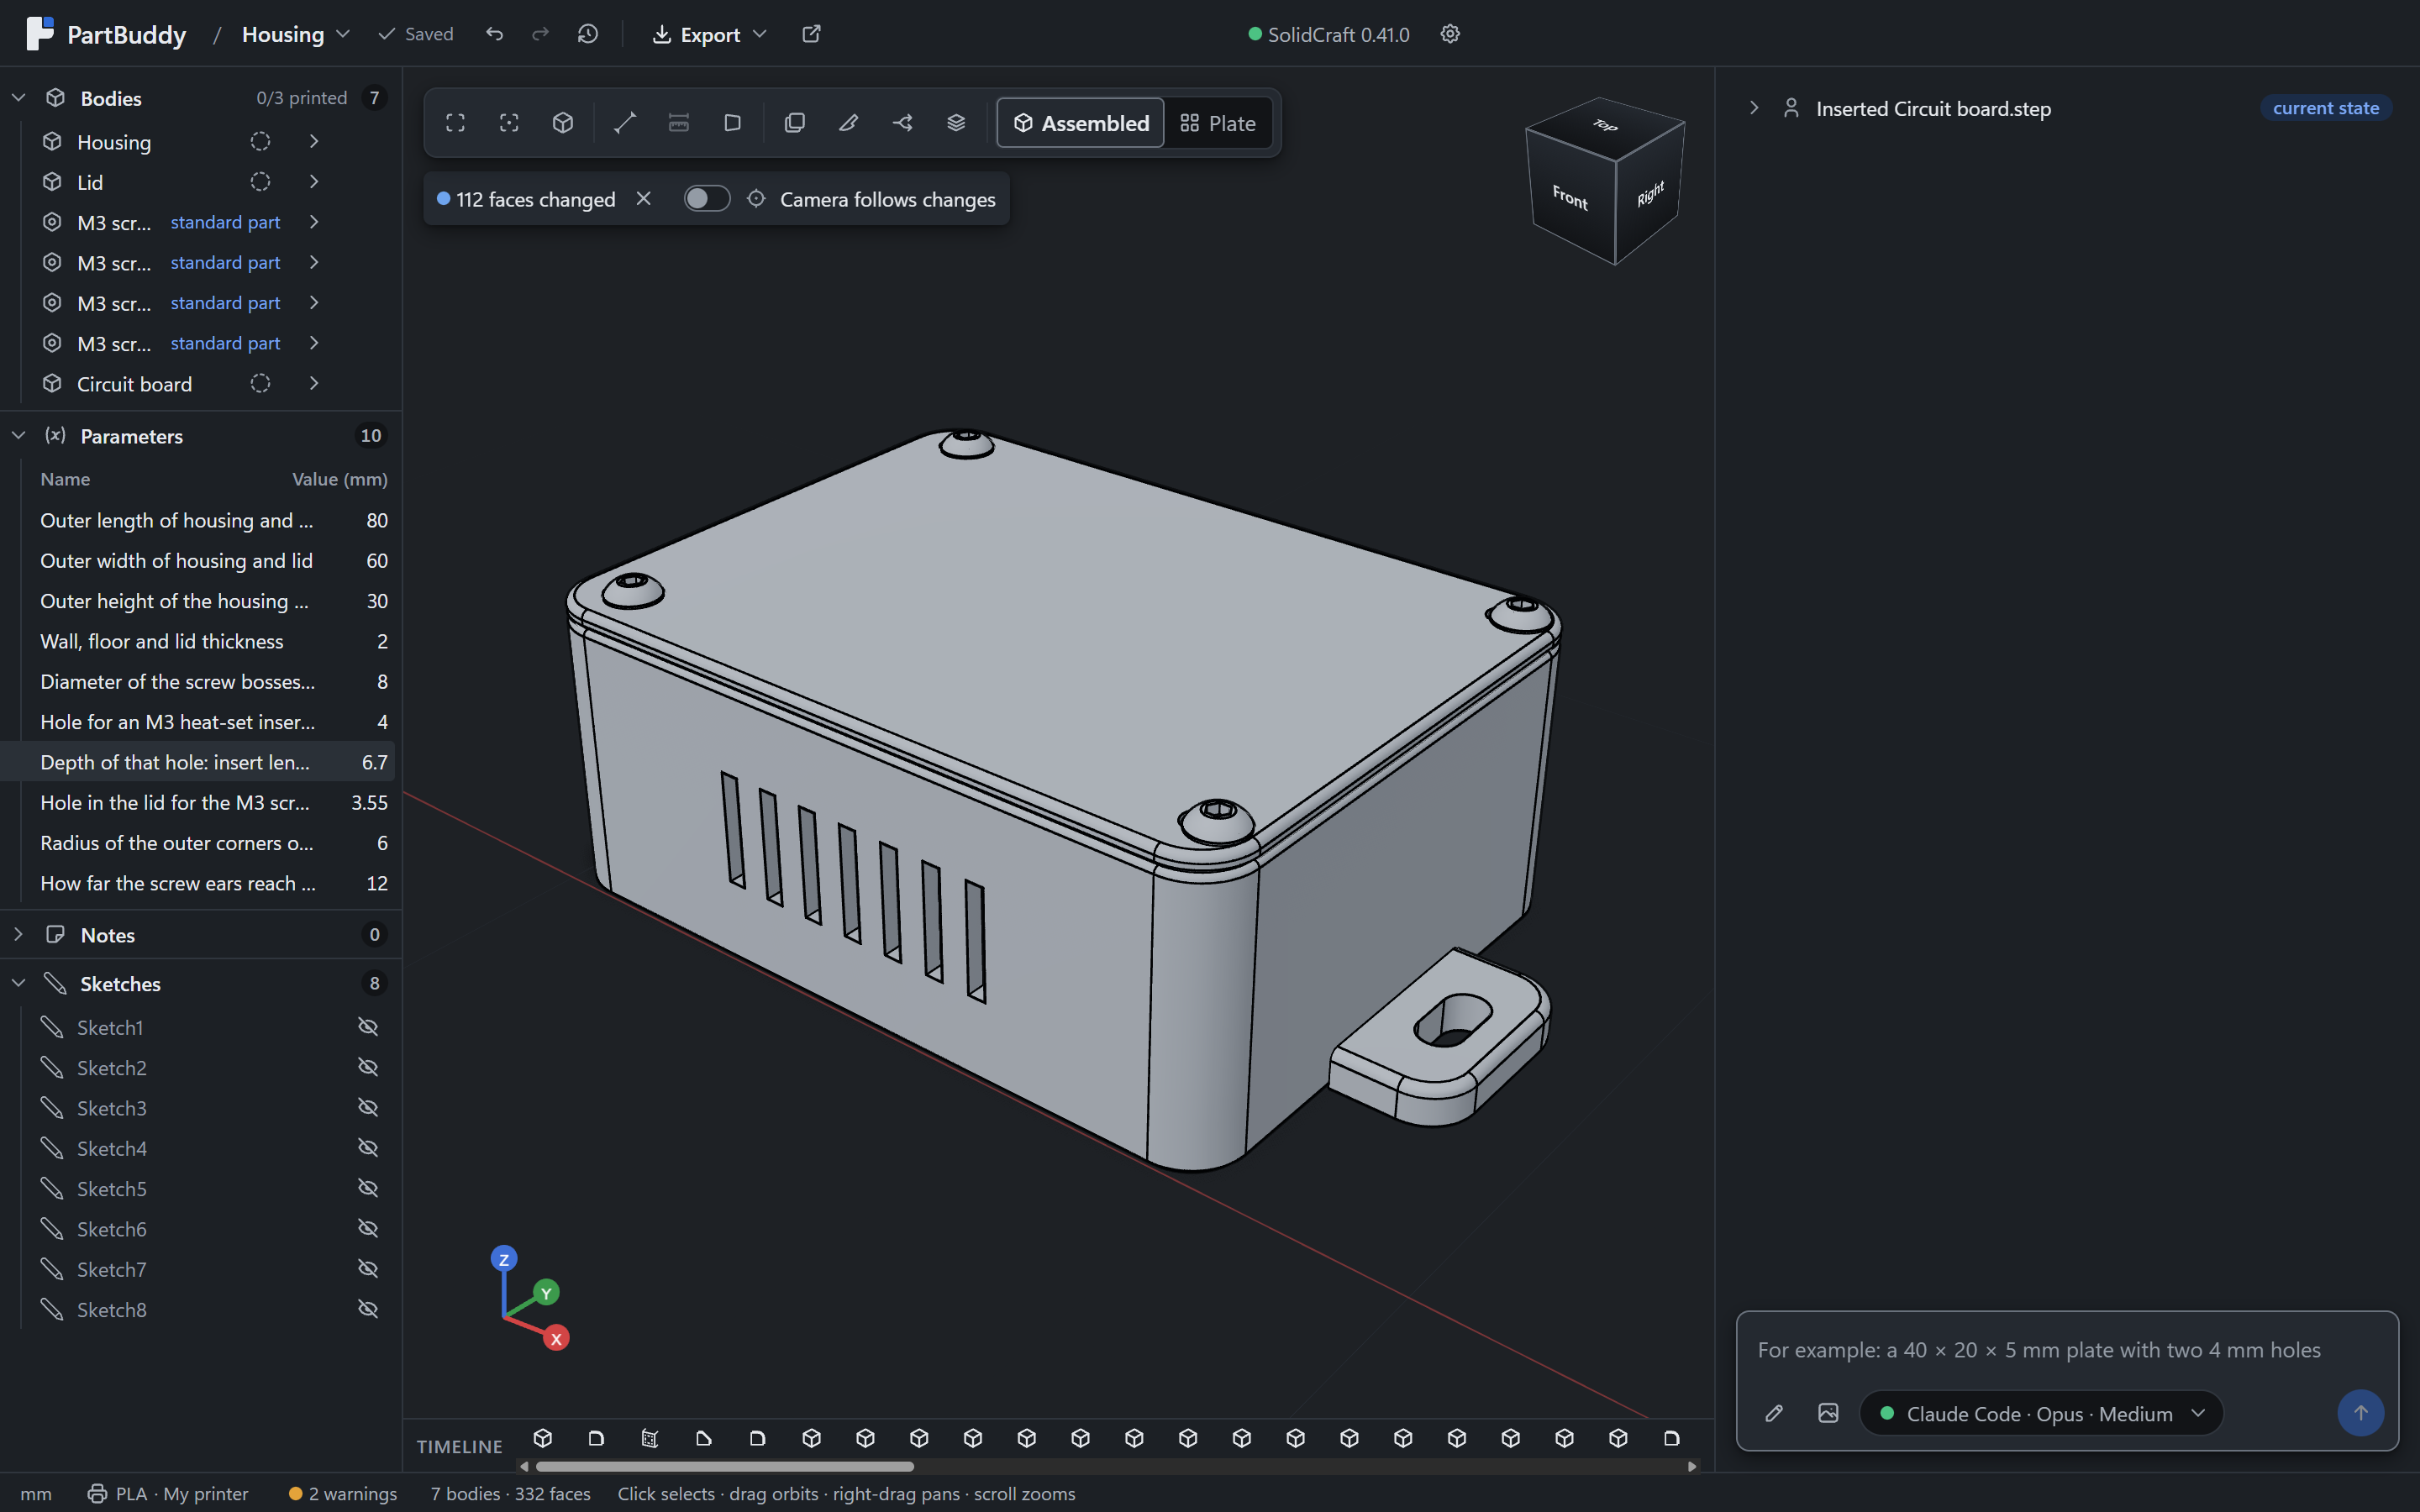 PartBuddy / Housing Saved Export SolidCraft 0.41.0
Bodies 0/3 printed 7
Housing
Lid
M3 scr... standard part
M3 scr... standard part
M3 scr... standard part
M3 scr... standard part
Circuit board
Parameters 10
Name Value (mm)
Outer length of housing and ... 80
Outer width of housing and lid 60
Outer height of the housing ... 30
Wall, floor and lid thickness 2
Diameter of the screw bosses... 8
Hole for an M3 heat-set inser... 4
Depth of that hole: insert len... 6.7
Hole in the lid for the M3 scr... 3.55
Radius of the outer corners o... 6
How far the screw ears reach ... 12
Notes 0
Sketches 8
Sketch1
Sketch2
Sketch3
Sketch4
Sketch5
Sketch6
Sketch7
Sketch8
Assembled Plate
112 faces changed Camera follows changes
Top
Front Right
Z
Y
X
TIMELINE
Inserted Circuit board.step current state
For example: a 40 × 20 × 5 mm plate with two 4 mm holes
Claude Code · Opus · Medium
mm PLA · My printer 2 warnings 7 bodies · 332 faces Click selects · drag orbits · right-drag pans · scroll zooms